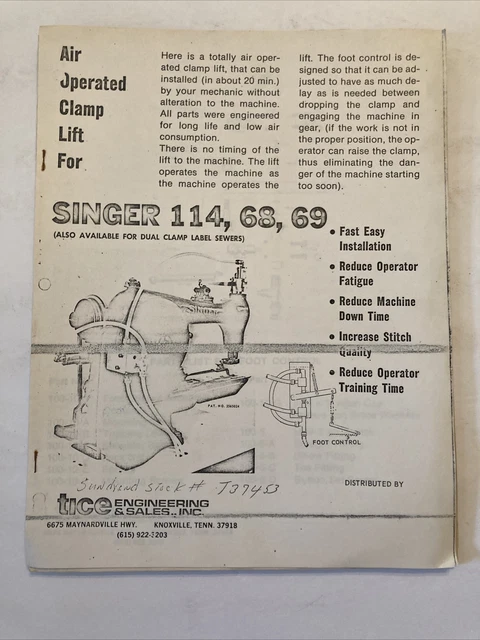 Air
Operated
Clamp
Lift
For
Here is a totally air oper-
ated clamp lift, that can be
installed (in about 20 min.)
by your mechanic without
alteration to the machine.
All parts were engineered
for long life and low air
consumption.
There is no timing of the
lift to the machine. The lift
operates the machine as
the machine operates the
lift. The foot control is de-
signed so that it can be ad-
justed to have as much de-
lay as is needed between
dropping the clamp and
engaging the machine in
gear, (if the work is not in
the proper position, the op-
erator can raise the clamp,
thus eliminating the dan-
ger of the machine starting
too soon).
SINGER 114, 68, 69
(ALSO AVAILABLE FOR DUAL CLAMP LABEL SEWERS)
• Fast Easy
Installation
• Reduce Operator
Fatigue
• Reduce Machine
Down Time
• Increase Stitch
Quality
• Reduce Operator
Training Time
FOOT CONTROL
stock # T37453
DISTRIBUTED BY
tice ENGINEERING
& SALES., INC.
6675 MAYNARDVILLE HWY. KNOXVILLE, TENN. 37918
(615) 922-3203